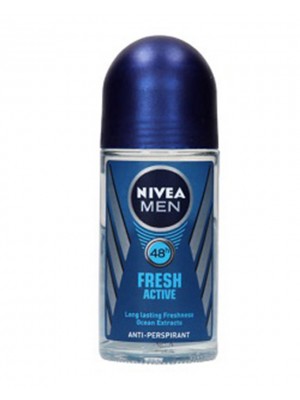 NIVEA
MEN
48h
FRESH
ACTIVE
Long lasting Freshness
Ocean Extracts
ANTI-PERSPIRANT